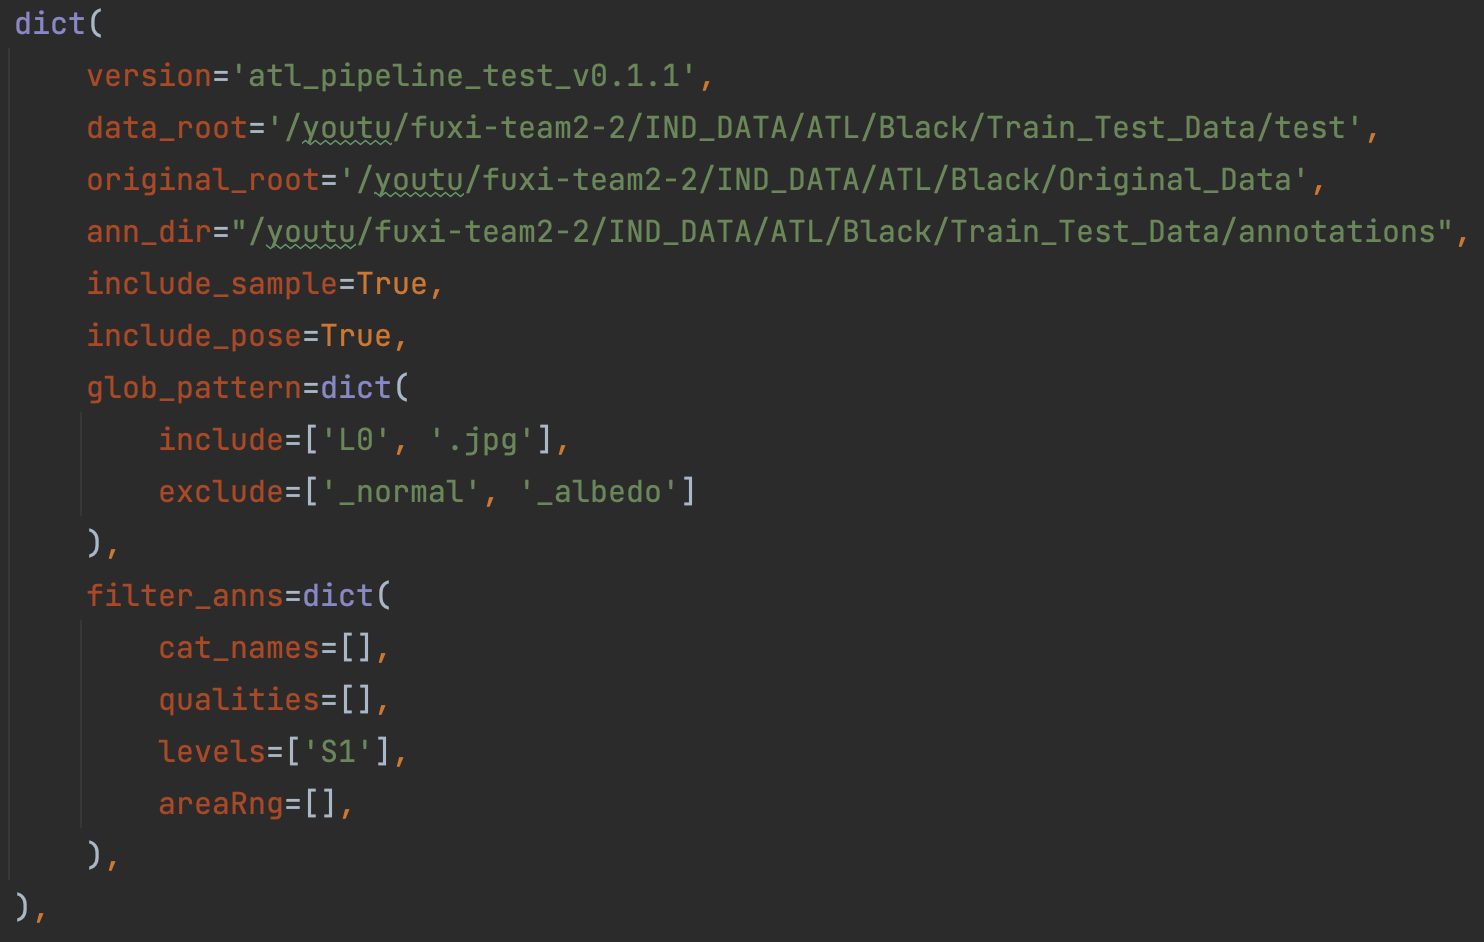 dict(
    version='atl_pipeline_test_v0.1.1',
    data_root='/youtu/fuxi-team2-2/IND_DATA/ATL/Black/Train_Test_Data/test',
    original_root='/youtu/fuxi-team2-2/IND_DATA/ATL/Black/Original_Data',
    ann_dir="/youtu/fuxi-team2-2/IND_DATA/ATL/Black/Train_Test_Data/annotations",
    include_sample=True,
    include_pose=True,
    glob_pattern=dict(
        include=['L0', '.jpg'],
        exclude=['_normal', '_albedo']
    ),
    filter_anns=dict(
        cat_names=[],
        qualities=[],
        levels=['S1'],
        areaRng=[],
    ),
),